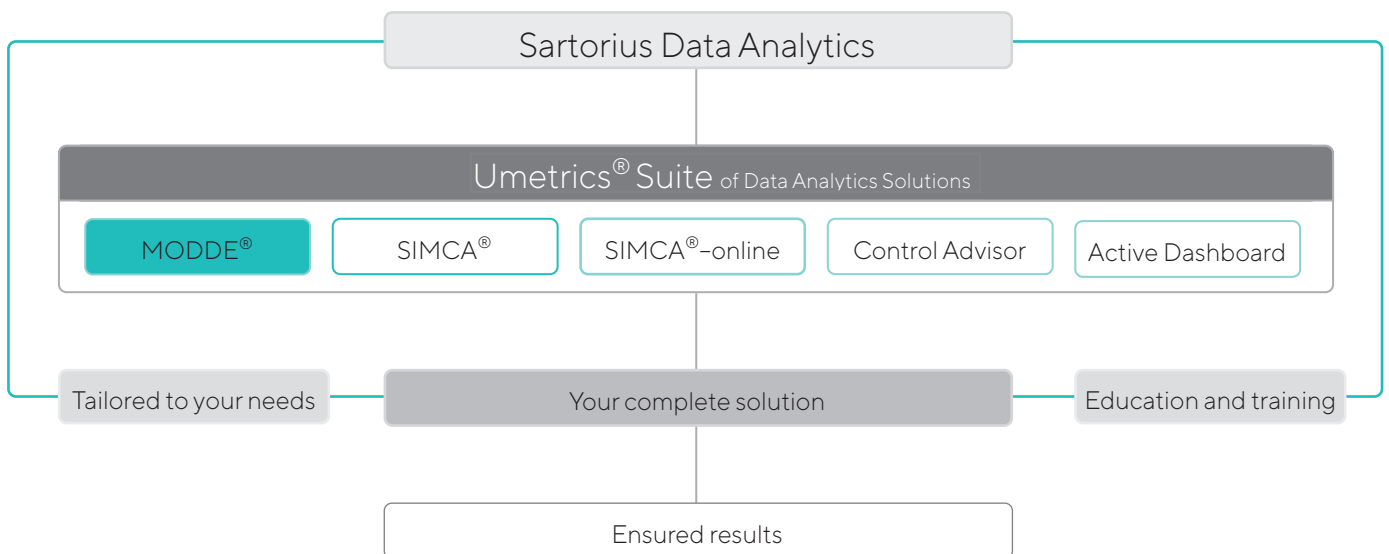 Sartorius Data Analytics
Umetrics® Suite of Data Analytics Solutions
MODDE®
SIMCA®
SIMCA®-online
Control Advisor
Active Dashboard
Tailored to your needs
Your complete solution
Education and training
Ensured results